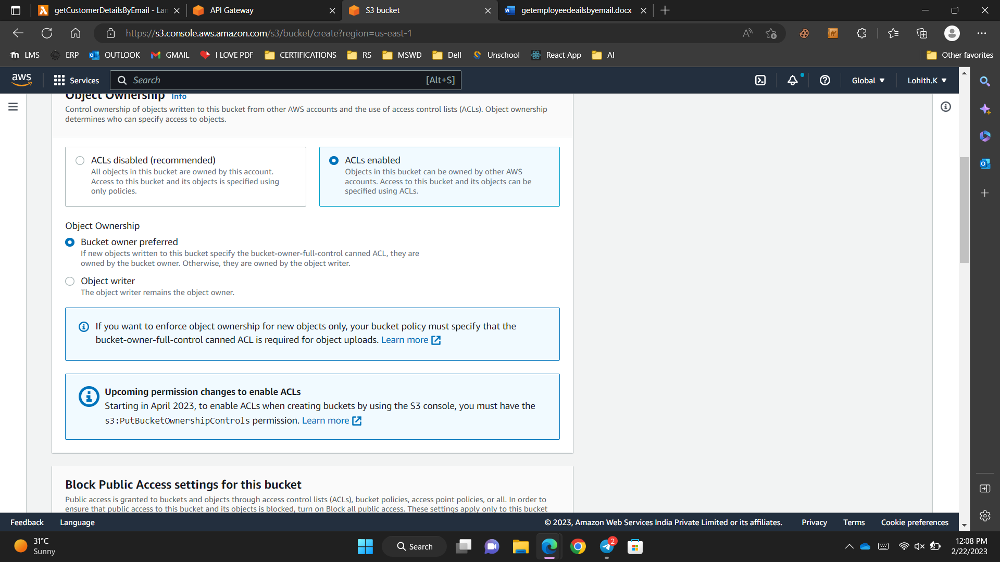 getCustomerDetailsByEmail - Lam
API Gateway
S3 bucket
getemployeedeailsbyemail.docx
https://s3.console.aws.amazon.com/s3/bucket/create?region=us-east-1
LMS
ERP
OUTLOOK
GMAIL
I LOVE PDF
CERTIFICATIONS
RS
MSWD
Dell
Unschool
React App
AI
Other favorites
aws
Services
Search
[Alt+S]
Global
Lohith.K
Object Ownership Info
Control ownership of objects written to this bucket from other AWS accounts and the use of access control lists (ACLs). Object ownership
determines who can specify access to objects.
ACLs disabled (recommended)
All objects in this bucket are owned by this account.
Access to this bucket and its objects is specified using
only policies.
ACLs enabled
Objects in this bucket can be owned by other AWS
accounts. Access to this bucket and its objects can be
specified using ACLs.
Object Ownership
Bucket owner preferred
If new objects written to this bucket specify the bucket-owner-full-control canned ACL, they are
owned by the bucket owner. Otherwise, they are owned by the object writer.
Object writer
The object writer remains the object owner.
If you want to enforce object ownership for new objects only, your bucket policy must specify that the
bucket-owner-full-control canned ACL is required for object uploads. Learn more
Upcoming permission changes to enable ACLs
Starting in April 2023, to enable ACLs when creating buckets by using the S3 console, you must have the
s3:PutBucketOwnershipControls permission. Learn more
Block Public Access settings for this bucket
Public access is granted to buckets and objects through access control lists (ACLs), bucket policies, access point policies, or all. In order to
ensure that public access to this bucket and its objects is blocked, turn on Block all public access. These settings apply only to this bucket
Feedback
Language
© 2023, Amazon Web Services India Private Limited or its affiliates.
Privacy
Terms
Cookie preferences
31°C
Sunny
Search
2
12:08 PM
2/22/2023